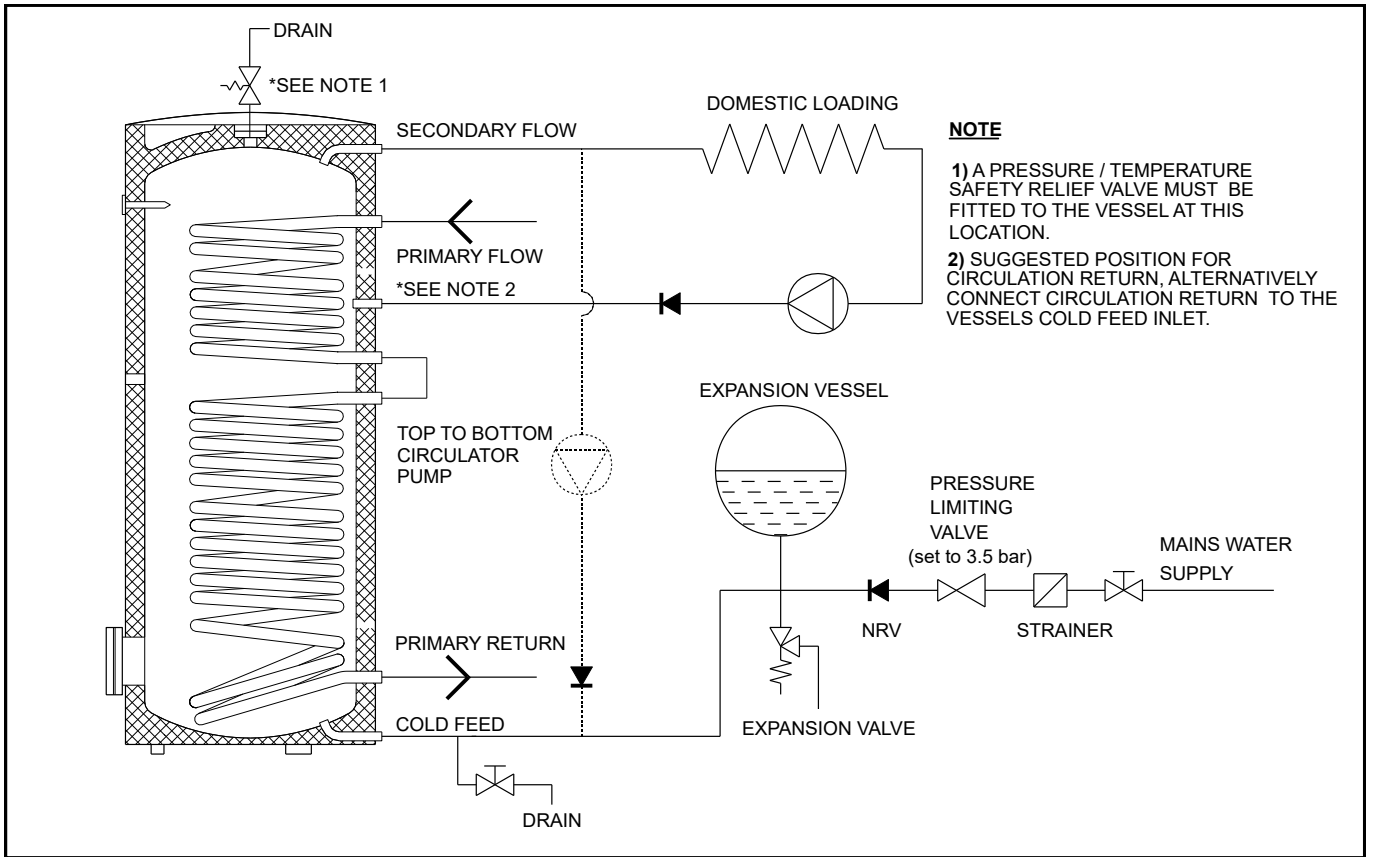 DRAIN
*SEE NOTE 1
SECONDARY FLOW
DOMESTIC LOADING
PRIMARY FLOW
*SEE NOTE 2
NOTE
1) A PRESSURE / TEMPERATURE
SAFETY RELIEF VALVE MUST BE
FITTED TO THE VESSEL AT THIS
LOCATION.
2) SUGGESTED POSITION FOR
CIRCULATION RETURN, ALTERNATIVELY
CONNECT CIRCULATION RETURN TO THE
VESSELS COLD FEED INLET.
TOP TO BOTTOM
CIRCULATOR
PUMP
EXPANSION VESSEL
PRESSURE
LIMITING
VALVE
(set to 3.5 bar)
MAINS WATER
SUPPLY
NRV
STRAINER
PRIMARY RETURN
COLD FEED
EXPANSION VALVE
DRAIN